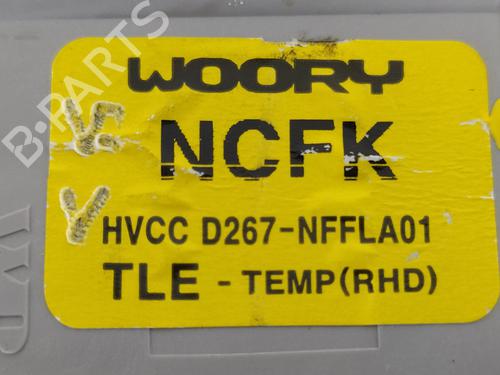 B-PARTS
WOORY
NCFK
HVCC D267-NFFLA01
TLE - TEMP(RHD)